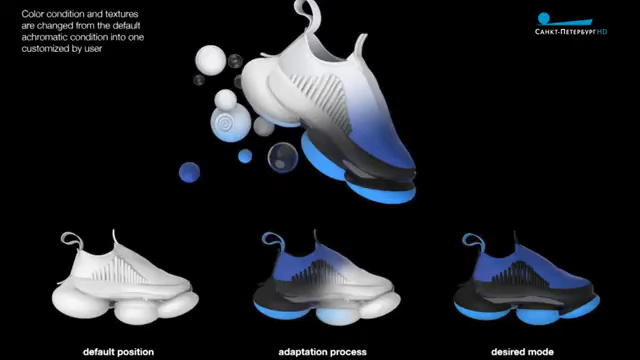 Color condition and textures
are changed from the default
achromatic condition into one
customized by user
САНКТ-ПЕТЕРБУРГ HD
default position
adaptation process
desired mode